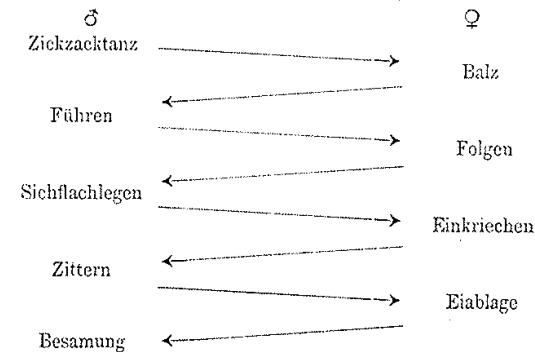 ♂ ♀
Zickzacktanz
Balz
Führen
Folgen
Sichflachlegen
Einkriechen
Zittern
Eiablage
Besamung